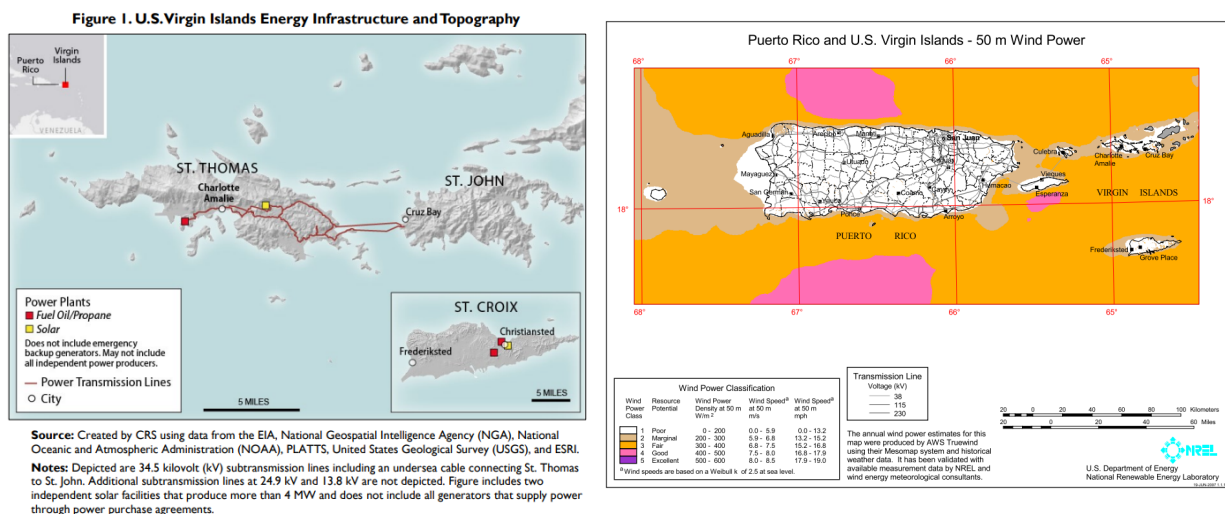 Figure 1. U.S. Virgin Islands Energy Infrastructure and Topography
Puerto
Rico
Virgin
Islands
VENEZUELA
ST. THOMAS
Charlotte
Amalie
ST. JOHN
Cruz Bay
Power Plants
Fuel Oil/Propane
Solar
Does not include emergency
backup generators. May not include
all independent power producers.
Power Transmission Lines
City
5 MILES
ST. CROIX
Christiansted
Frederiksted
5 MILES
Source: Created by CRS using data from the EIA, National Geospatial Intelligence Agency (NGA), National
Oceanic and Atmospheric Administration (NOAA), PLATTS, United States Geological Survey (USGS), and ESRI.
Notes: Depicted are 34.5 kilovolt (kV) subtransmission lines including an undersea cable connecting St. Thomas
to St. John. Additional subtransmission lines at 24.9 kV and 13.8 kV are not depicted. Figure includes two
independent solar facilities that produce more than 4 MW and does not include all generators that supply power
through power purchase agreements.
Puerto Rico and U.S. Virgin Islands - 50 m Wind Power
68° 67° 66° 65°
Aguadilla
Arecibo
Manati
San Juan
Utuado
Mayaguez
San German
Yauco
Ponce
Coamo
Cayey
Caguas
Humacao
Arroyo
Culebra
Vieques
Esperanza
Charlotte
Amalie
Cruz Bay
VIRGIN ISLANDS
18° 18°
PUERTO RICO
Frederiksted
Grove Place
68° 67° 66° 65°
Wind Power Classification
Wind Power Class Resource Potential Wind Power Density at 50 m W/m² Wind Speedᵃ at 50 m m/s Wind Speedᵃ at 50 m mph
1 Poor 0 - 200 0.0 - 5.9 0.0 - 13.2
2 Marginal 200 - 300 5.9 - 6.8 13.2 - 15.2
3 Fair 300 - 400 6.8 - 7.5 15.2 - 16.8
4 Good 400 - 500 7.5 - 8.0 16.8 - 17.9
5 Excellent 500 - 600 8.0 - 8.5 17.9 - 19.0
ᵃ Wind speeds are based on a Weibull k of 2.5 at sea level.
Transmission Line
Voltage (kV)
38
115
230
The annual wind power estimates for this
map were produced by AWS Truewind
using their Mesomap system and historical
weather data. It has been validated with
available measurement data by NREL and
wind energy meteorological consultants.
20 0 20 40 60 80 100 Kilometers
20 0 20 40 60 Miles
NREL
U.S. Department of Energy
National Renewable Energy Laboratory